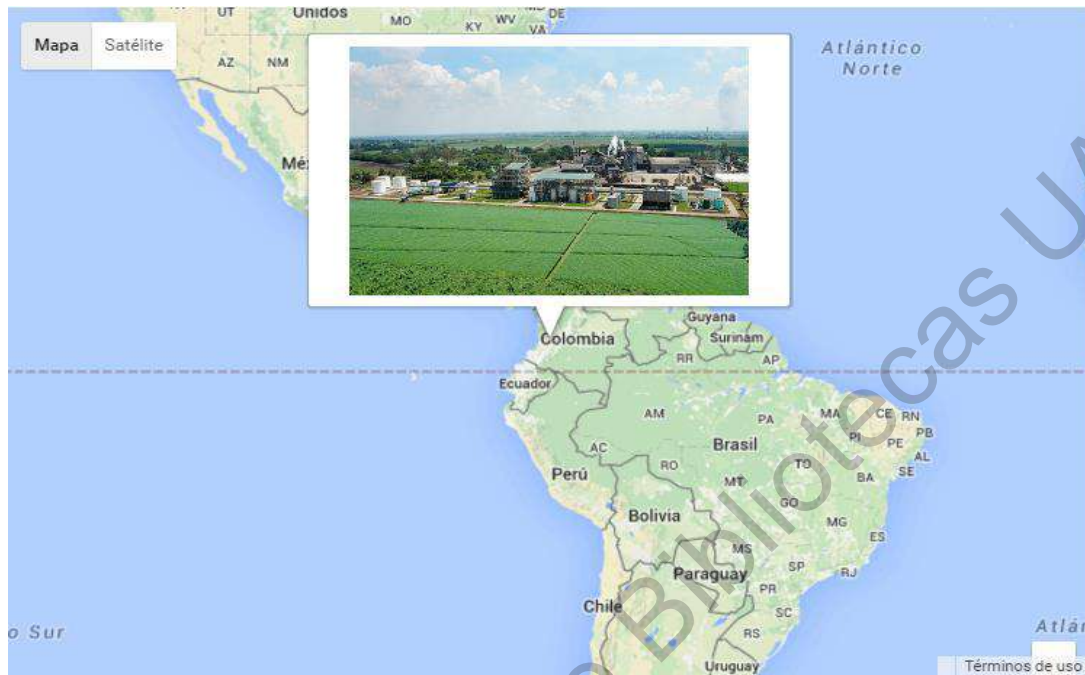 UT
Unidos
MO
KY
WV
DE
VA
Mapa
Satélite
AZ
NM
Atlántico
Norte
Colombia
Guyana
Surinam
RR
AP
Ecuador
AM
PA
MA
CE
RN
PB
PI
PE
AL
SE
AC
Brasil
TO
BA
Perú
RO
MT
GO
Bolivia
MG
ES
MS
SP
RJ
Paraguay
PR
Chile
SC
o Sur
RS
Uruguay
Términos de uso
Bibliotecas